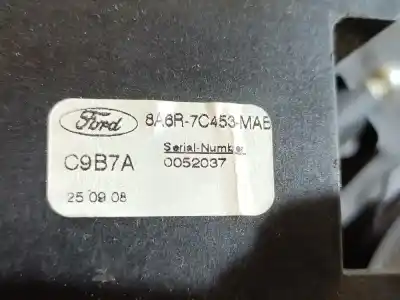 Ford 8A6R-7C453-MAB
Serial-Number
C9B7A 0052037
25 09 08